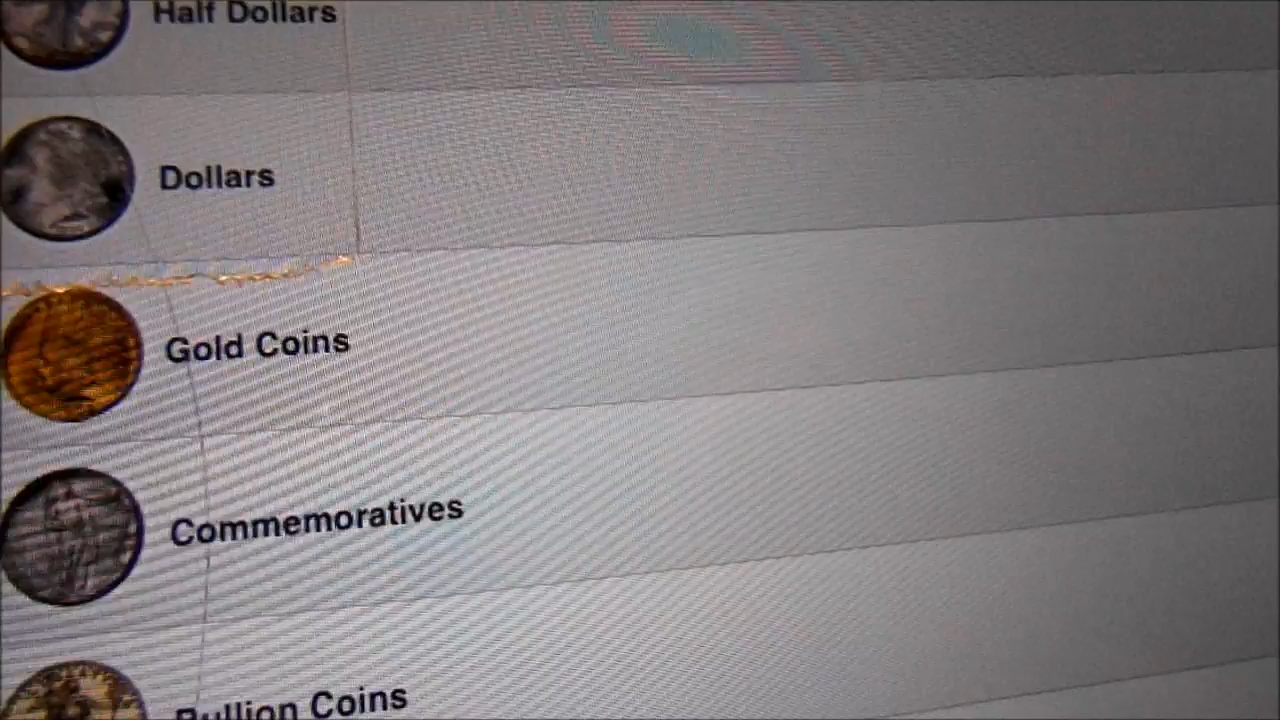 Half Dollars
Dollars
Gold Coins
Commemoratives
Bullion Coins